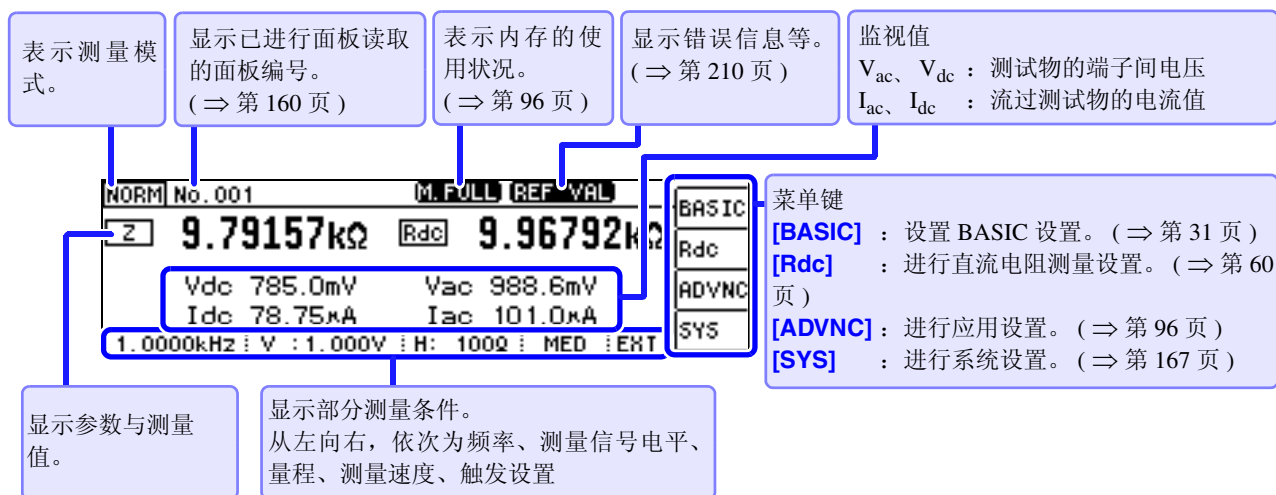 表示测量模
式。
显示已进行面板读取
的面板编号。
( ⇒ 第 160 页 )
表示内存的使
用状况。
( ⇒ 第 96 页 )
显示错误信息等。
( ⇒ 第 210 页 )
监视值
Vac、 Vdc ：测试物的端子间电压
Iac、 Idc ：流过测试物的电流值
NORM No.001 M.FULL REF VAL
Z 9.79157kΩ Rdc 9.96792kΩ
Vdc 785.0mV Vac 988.6mV
Idc 78.75μA Iac 101.0μA
1.0000kHz V :1.000V H: 100Ω MED EXT
BASIC
Rdc
ADVNC
SYS
菜单键
[BASIC] ：设置 BASIC 设置。 ( ⇒ 第 31 页 )
[Rdc] ：进行直流电阻测量设置。 ( ⇒ 第 60
页 )
[ADVNC] ：进行应用设置。 ( ⇒ 第 96 页 )
[SYS] ：进行系统设置。 ( ⇒ 第 167 页 )
显示参数与测量
值。
显示部分测量条件。
从左向右，依次为频率、测量信号电平、
量程、测量速度、触发设置